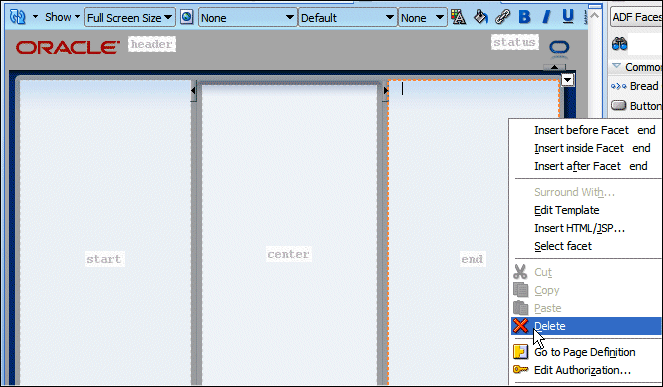 Show Full Screen Size None Default None B I U
ADF Faces
ORACLE header status
Common
Bread
Button
Insert before Facet end
Insert inside Facet end
Insert after Facet end
Surround With...
Edit Template
Insert HTML/JSP...
Select facet
start center end
Cut
Copy
Paste
Delete
Go to Page Definition
Edit Authorization...